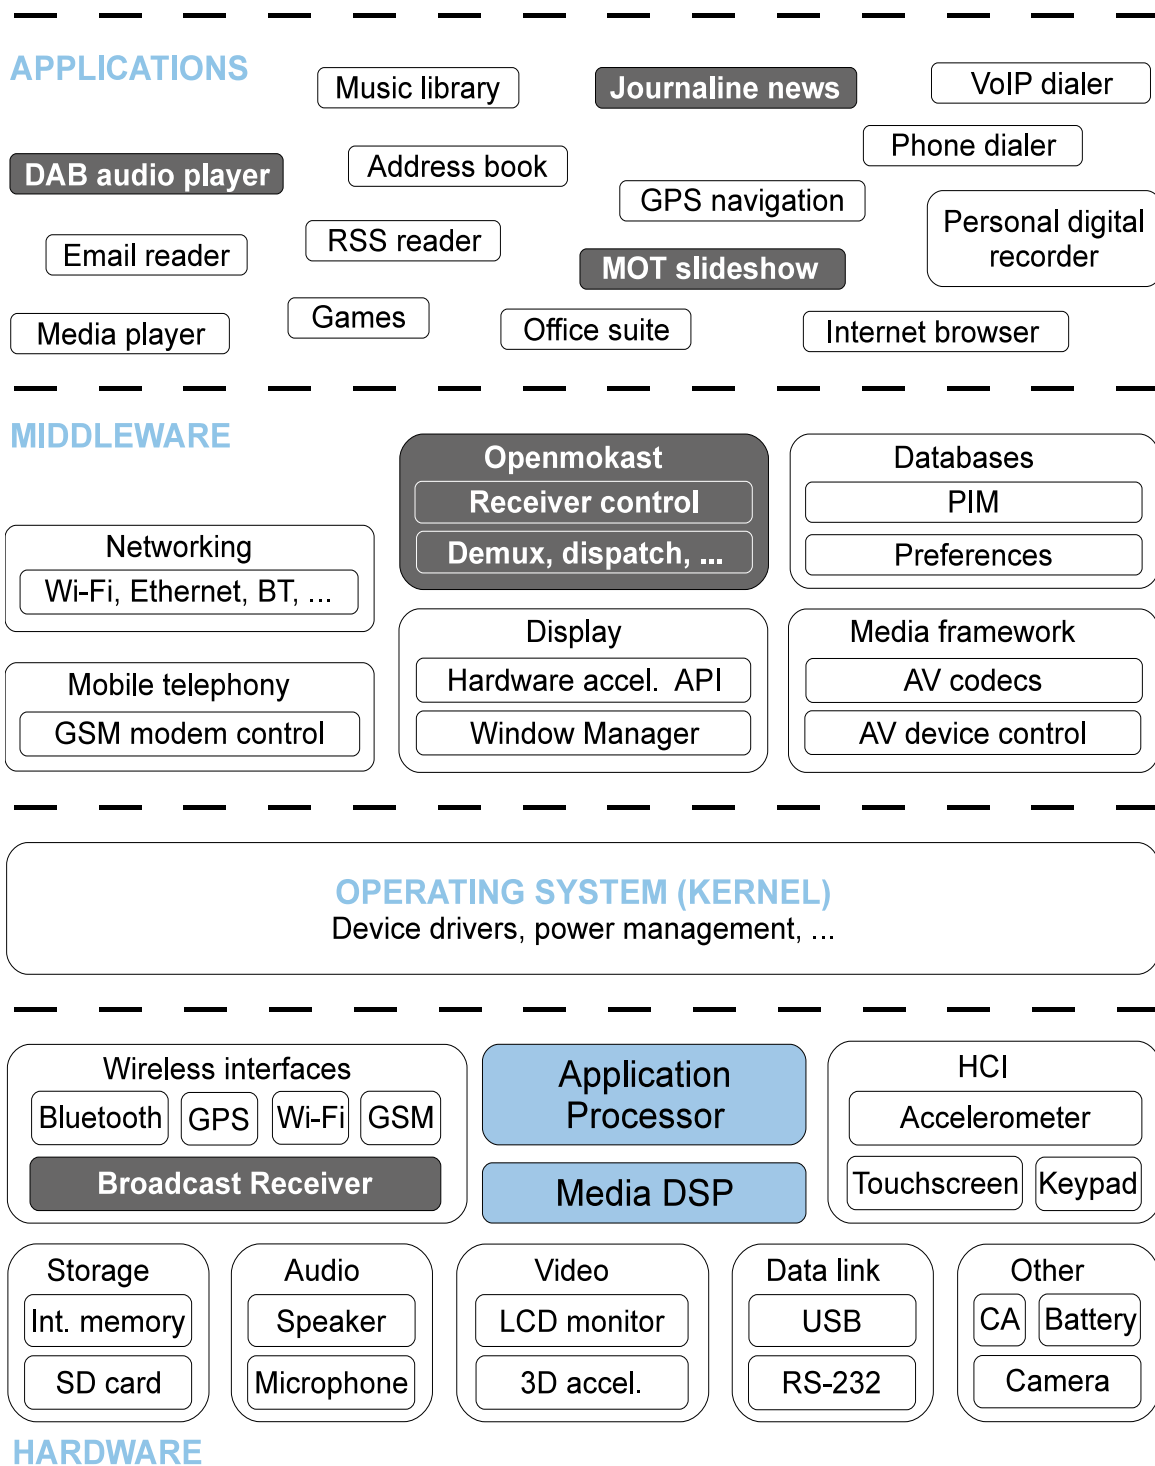 APPLICATIONS
Music library
Journaline news
VoIP dialer
Phone dialer
DAB audio player
Address book
GPS navigation
Personal digital
recorder
Email reader
RSS reader
MOT slideshow
Media player
Games
Office suite
Internet browser
MIDDLEWARE
Openmokast
Receiver control
Demux, dispatch, ...
Databases
PIM
Preferences
Networking
Wi-Fi, Ethernet, BT, ...
Mobile telephony
GSM modem control
Display
Hardware accel. API
Window Manager
Media framework
AV codecs
AV device control
OPERATING SYSTEM (KERNEL)
Device drivers, power management, ...
Wireless interfaces
Bluetooth
GPS
Wi-Fi
GSM
Broadcast Receiver
Application
Processor
Media DSP
HCI
Accelerometer
Touchscreen
Keypad
Storage
Int. memory
SD card
Audio
Speaker
Microphone
Video
LCD monitor
3D accel.
Data link
USB
RS-232
Other
CA
Battery
Camera
HARDWARE